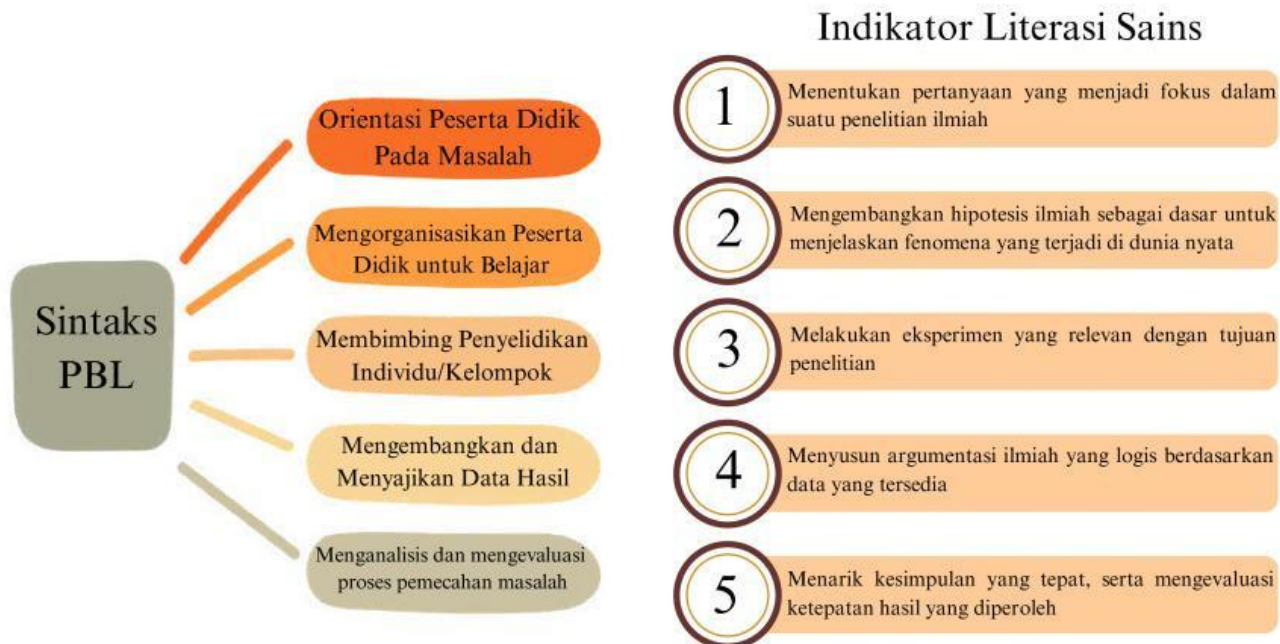 Sintaks
PBL
Orientasi Peserta Didik
Pada Masalah
Mengorganisasikan Peserta
Didik untuk Belajar
Membimbing Penyelidikan
Individu/Kelompok
Mengembangkan dan
Menyajikan Data Hasil
Menganalisis dan mengevaluasi
proses pemecahan masalah
Indikator Literasi Sains
1
Menentukan pertanyaan yang menjadi fokus dalam
suatu penelitian ilmiah
2
Mengembangkan hipotesis ilmiah sebagai dasar untuk
menjelaskan fenomena yang terjadi di dunia nyata
3
Melakukan eksperimen yang relevan dengan tujuan
penelitian
4
Menyusun argumentasi ilmiah yang logis berdasarkan
data yang tersedia
5
Menarik kesimpulan yang tepat, serta mengevaluasi
ketepatan hasil yang diperoleh